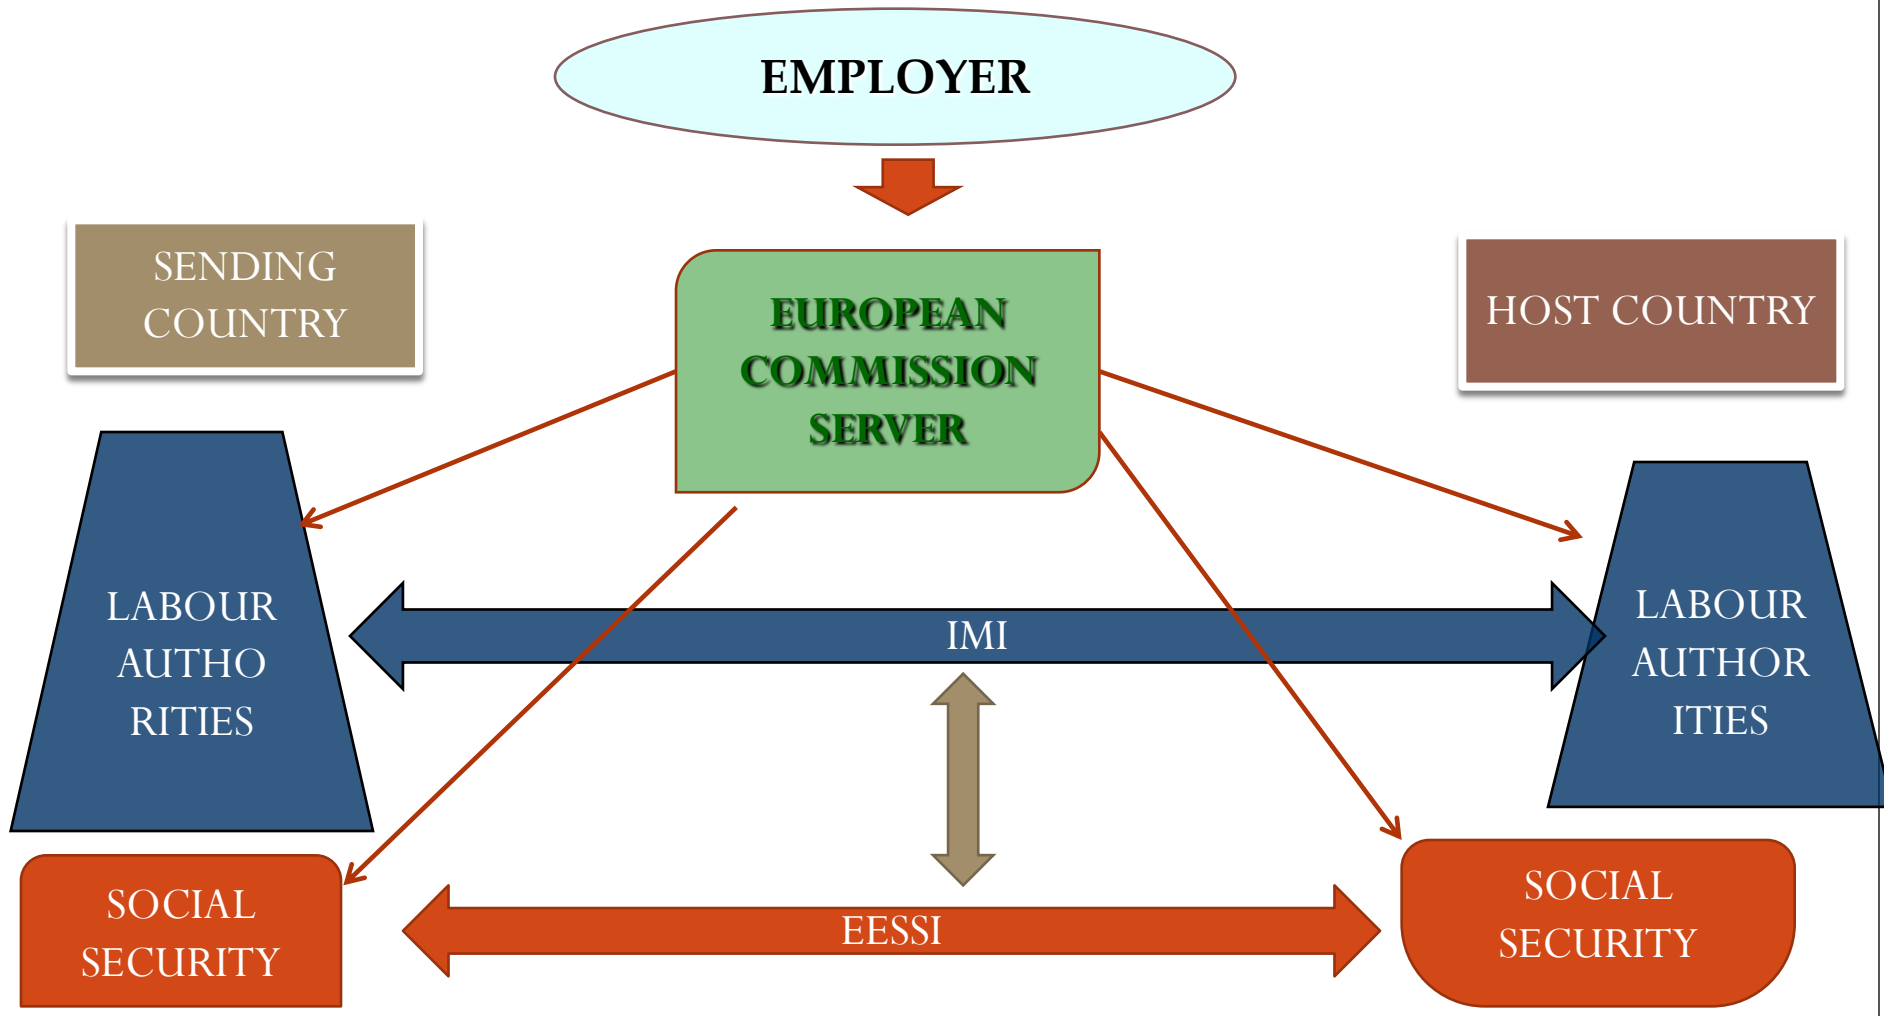 EMPLOYER
SENDING
COUNTRY
EUROPEAN
COMMISSION
SERVER
HOST COUNTRY
LABOUR
AUTHO
RITIES
IMI
LABOUR
AUTHOR
ITIES
SOCIAL
SECURITY
EESSI
SOCIAL
SECURITY